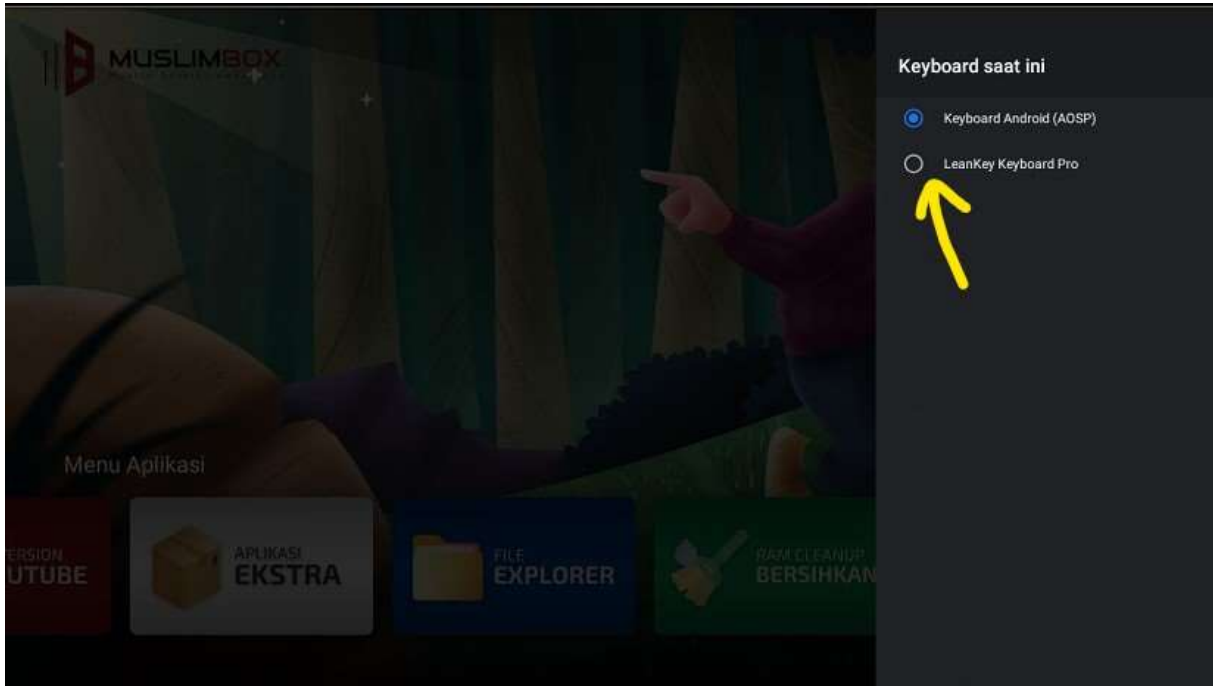 MUSLIMBOX
Keyboard saat ini
Keyboard Android (AOSP)
LeanKey Keyboard Pro
Menu Aplikasi
UTUBE
APLIKASI
EKSTRA
FILE
EXPLORER
RAM CLEANUP
BERSIHKAN